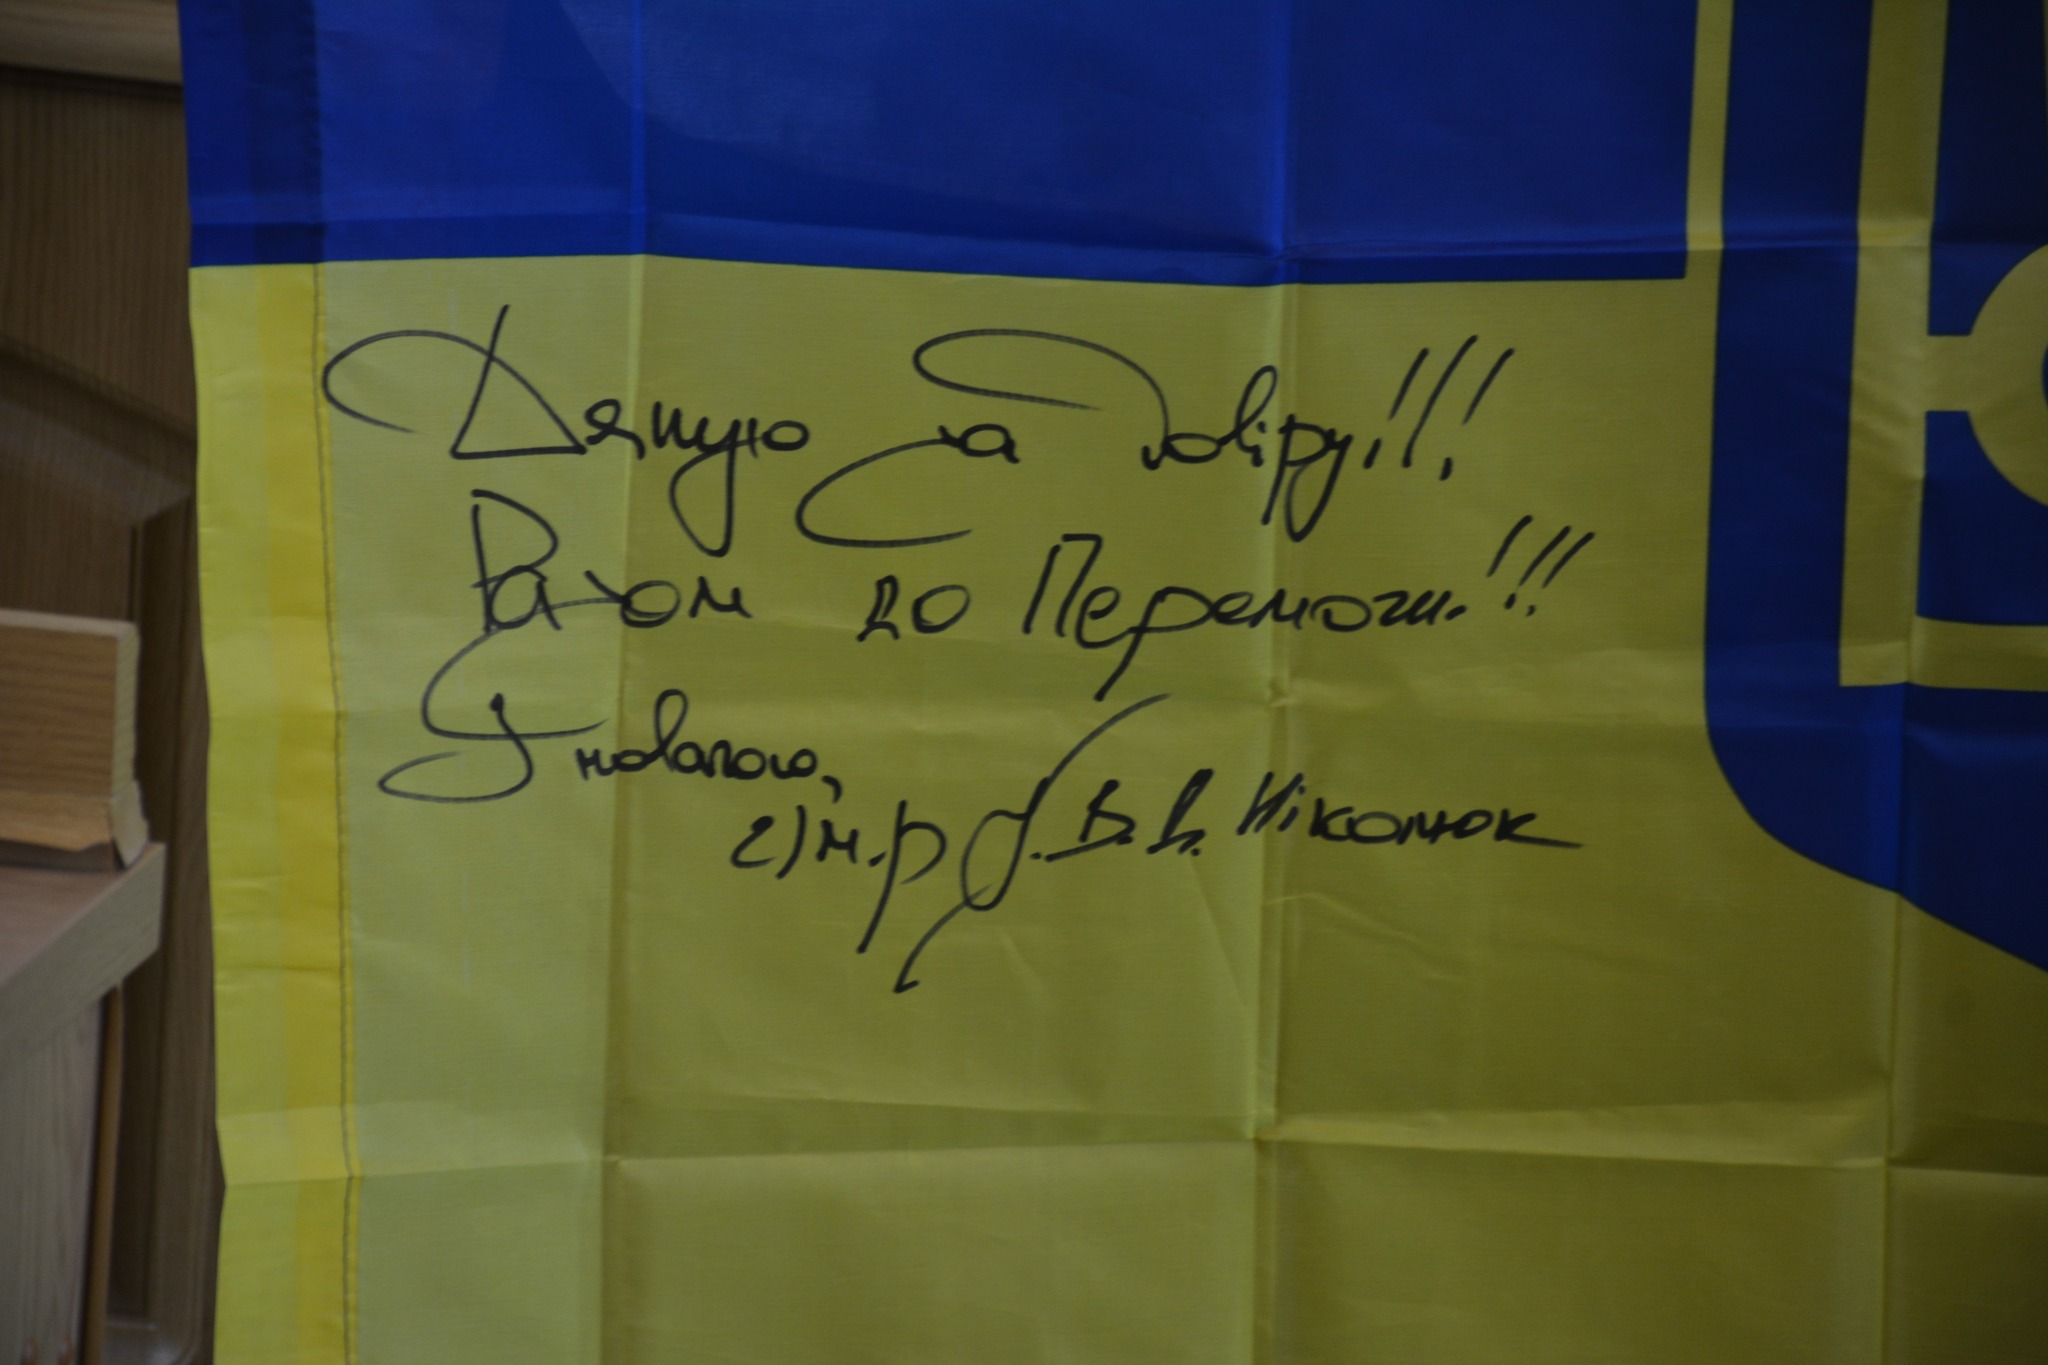 Дякую за довіру!!!
Разом до Перемоги!!!
З повагою,
В.В. Ніконюк